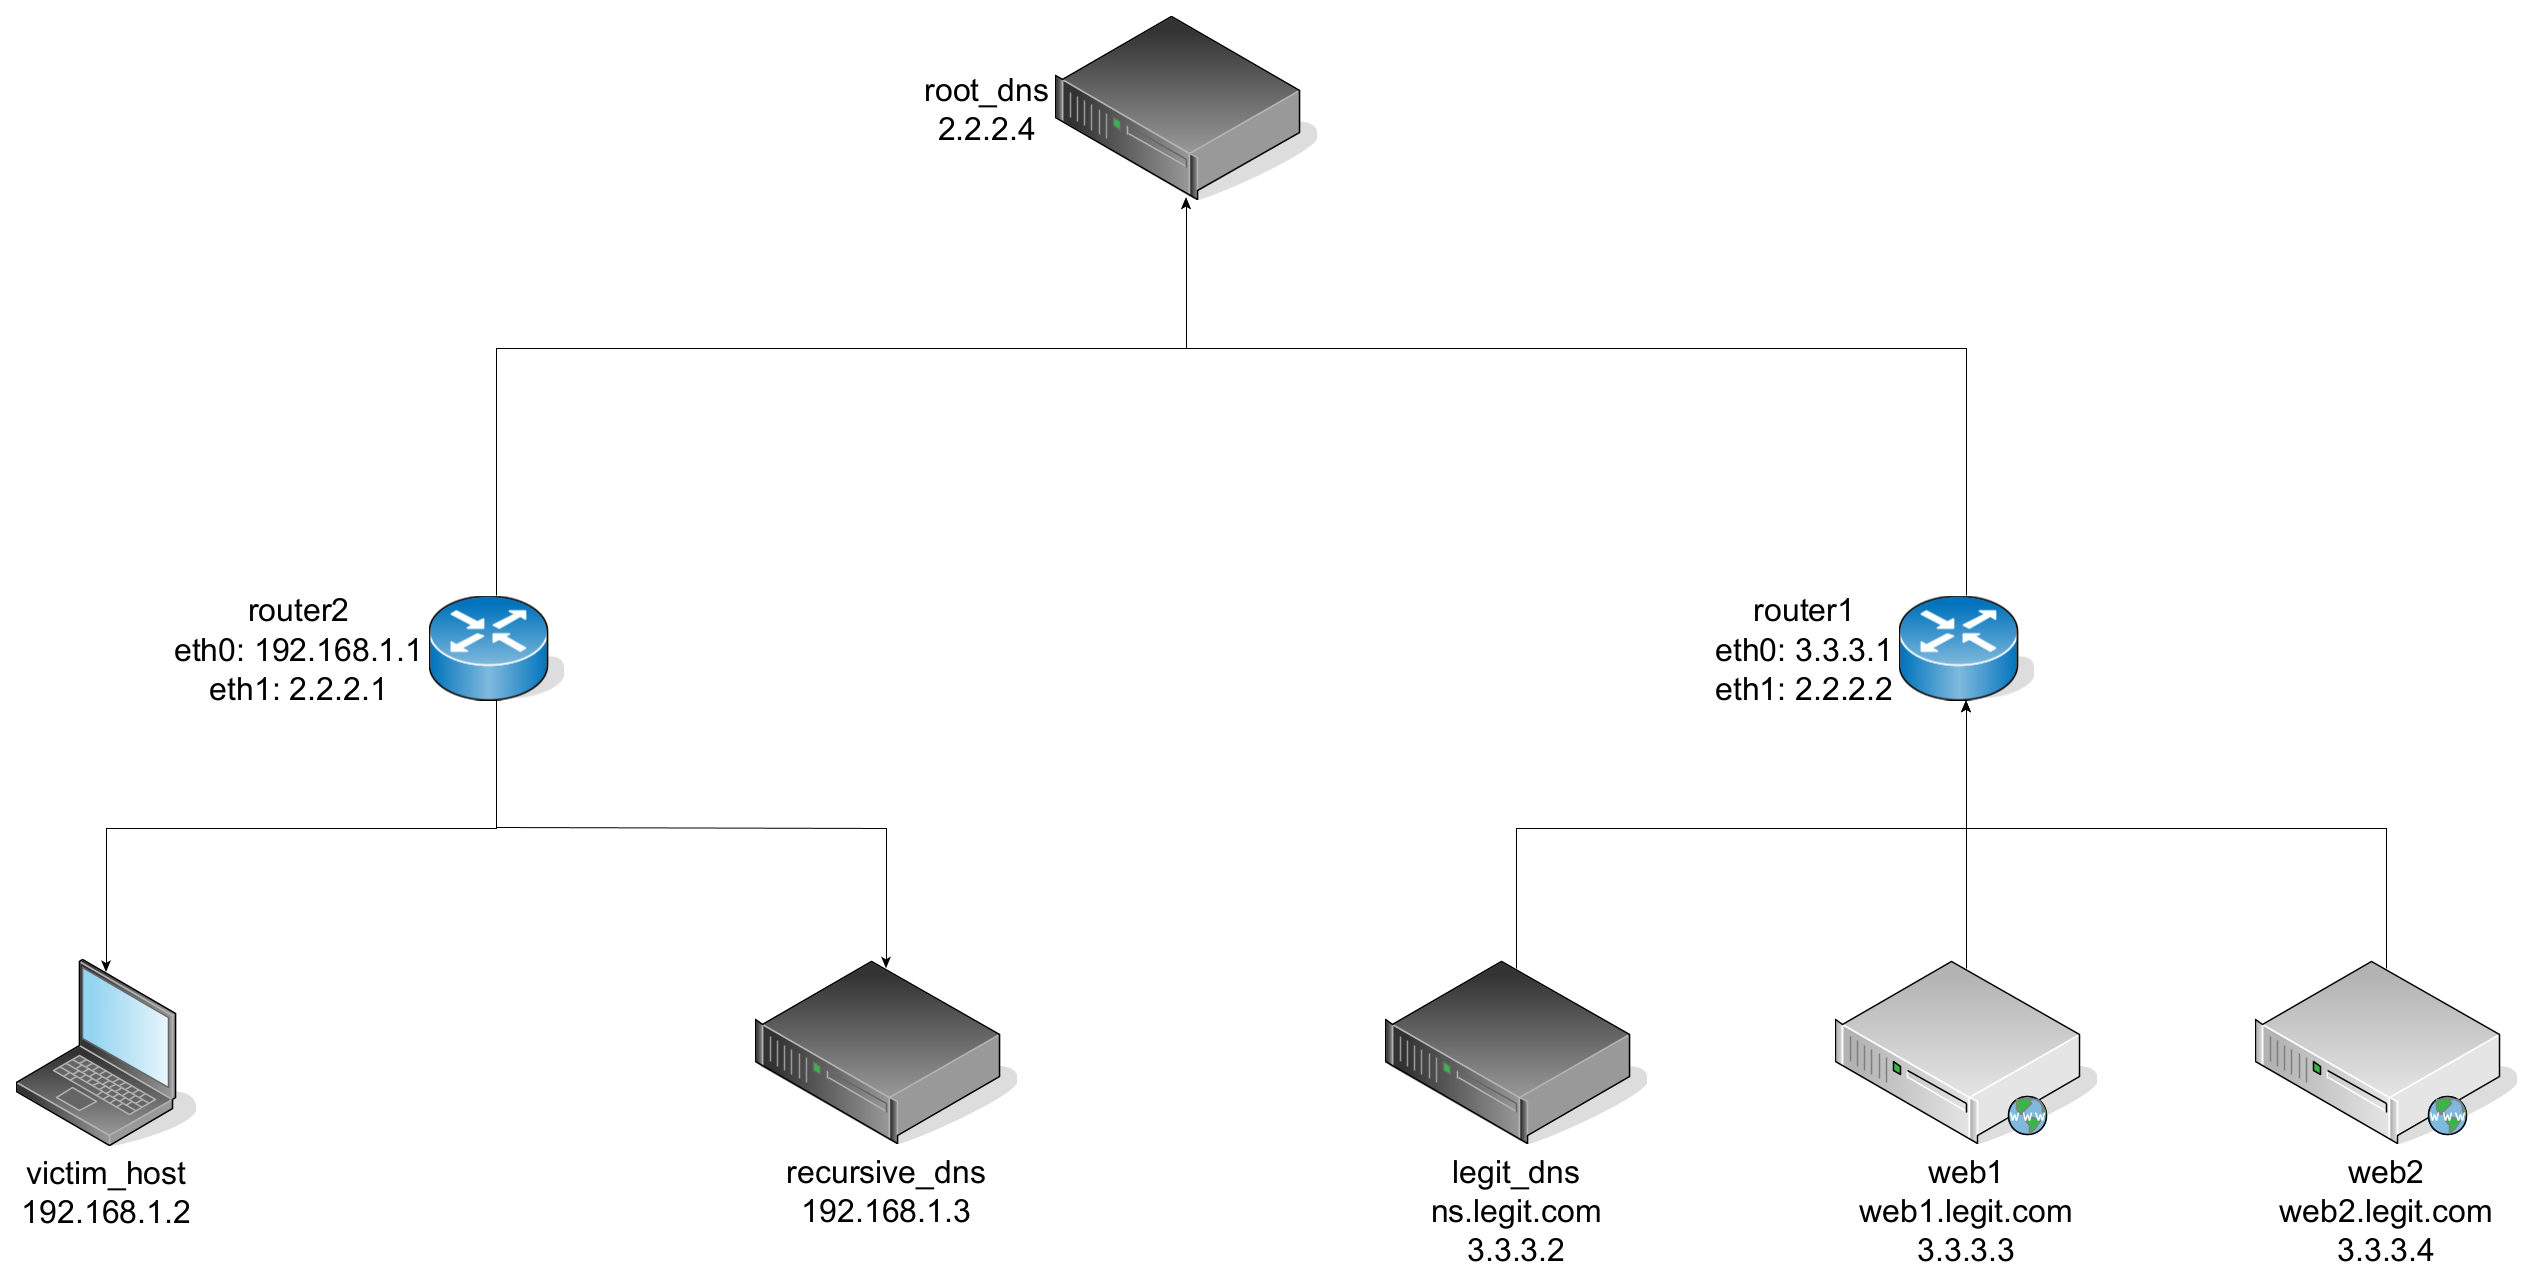 root_dns
2.2.2.4
router2
eth0: 192.168.1.1
eth1: 2.2.2.1
router1
eth0: 3.3.3.1
eth1: 2.2.2.2
victim_host
192.168.1.2
recursive_dns
192.168.1.3
legit_dns
ns.legit.com
3.3.3.2
WWW
web1
web1.legit.com
3.3.3.3
WWW
web2
web2.legit.com
3.3.3.4